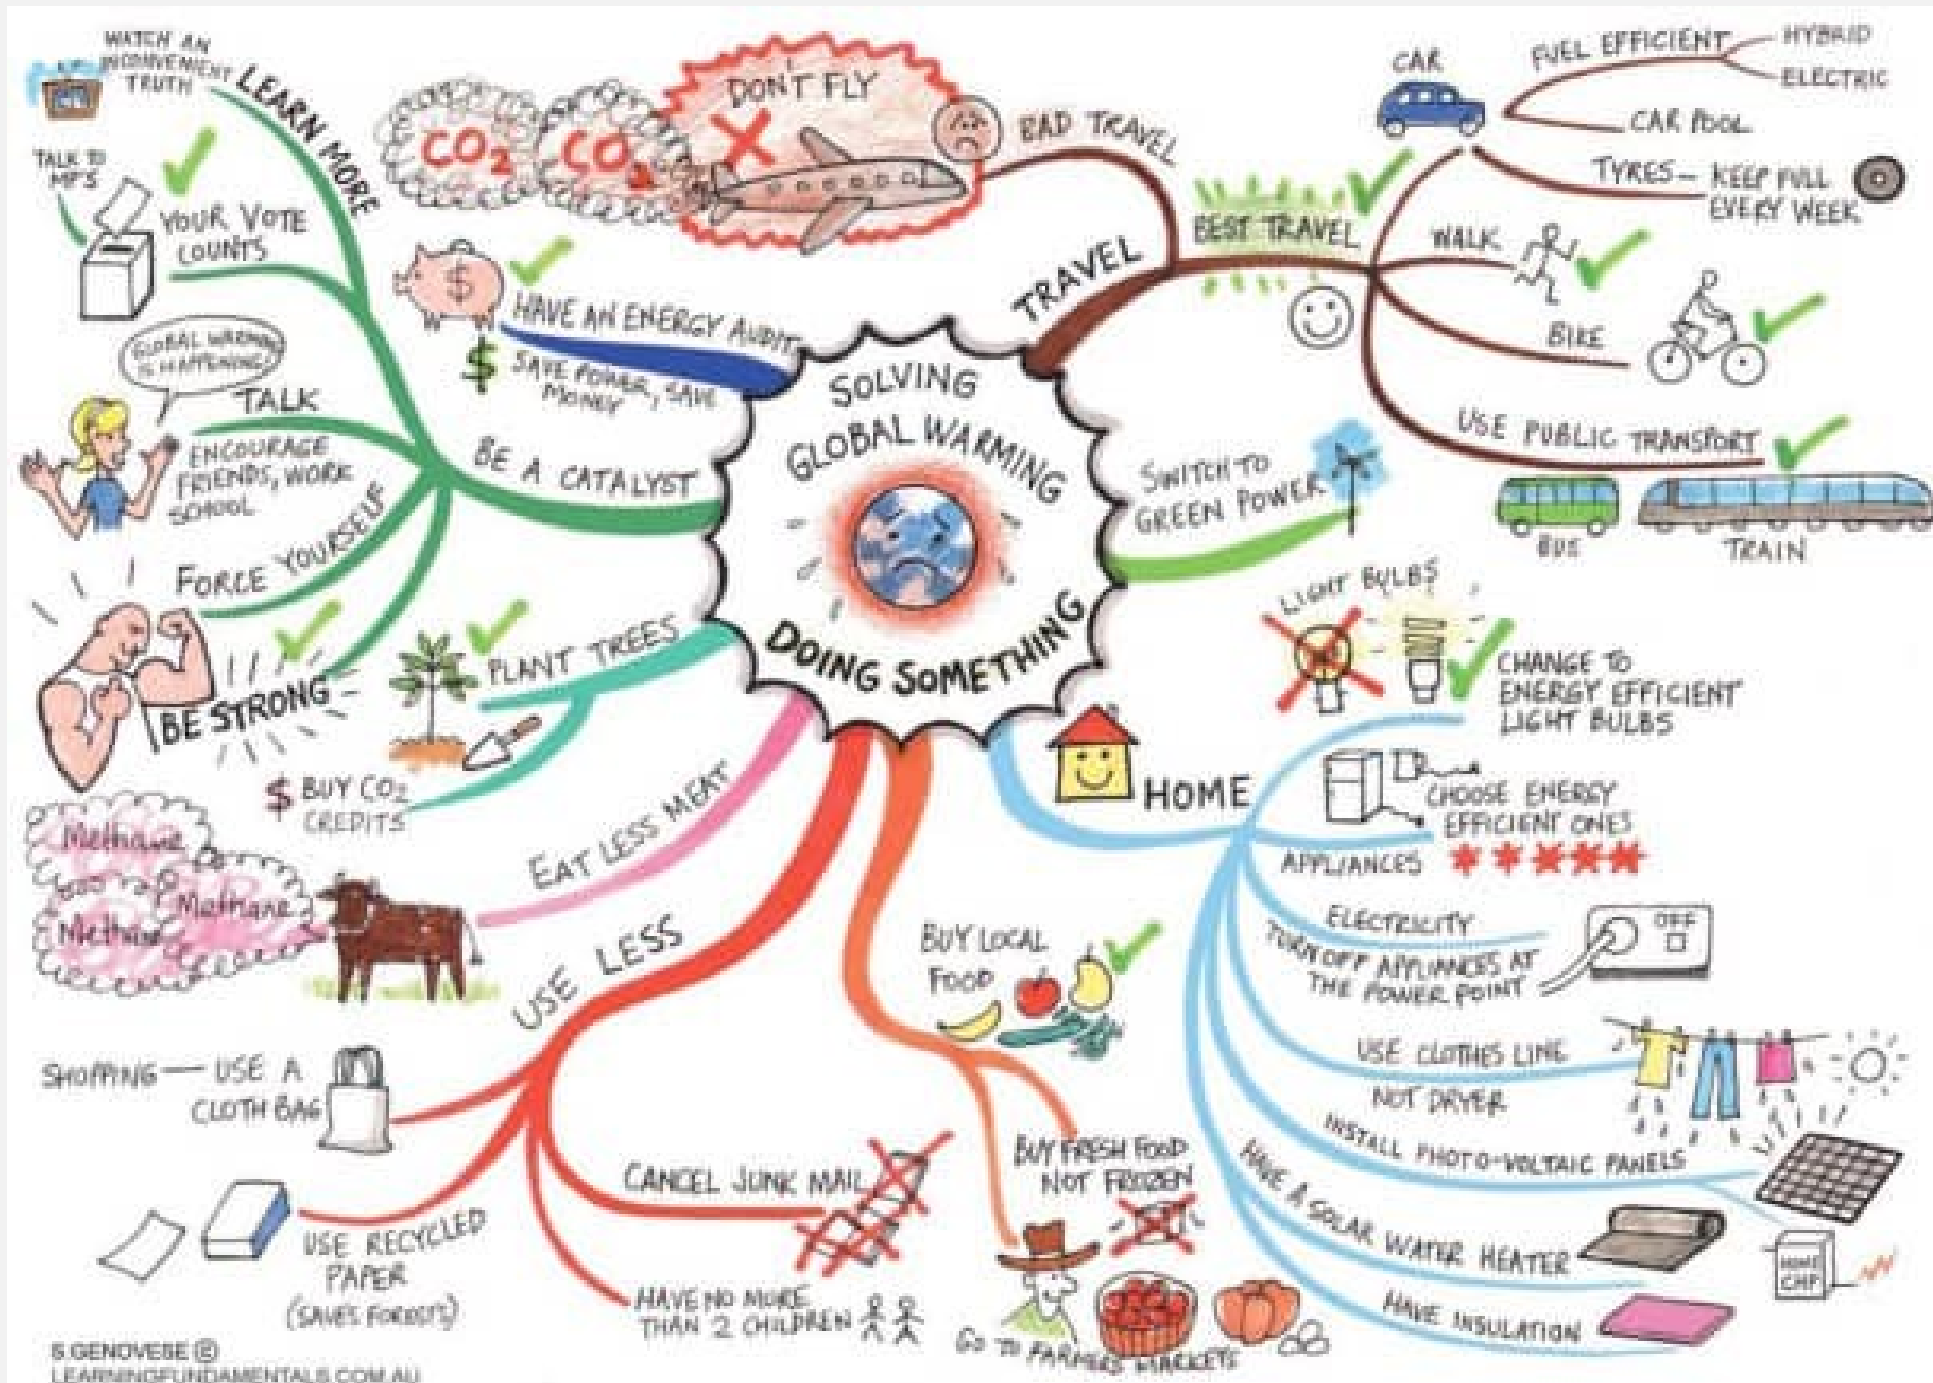 SOLVING
GLOBAL WARMING
DOING SOMETHING
TRAVEL
BAD TRAVEL
DON'T FLY
CO2
CO2
BEST TRAVEL
CAR
FUEL EFFICIENT
HYBRID
ELECTRIC
CAR POOL
TYRES - KEEP FULL
EVERY WEEK
WALK
BIKE
USE PUBLIC TRANSPORT
BUS
TRAIN
SWITCH TO
GREEN POWER
HOME
LIGHT BULBS
CHANGE TO
ENERGY EFFICIENT
LIGHT BULBS
CHOOSE ENERGY
EFFICIENT ONES
APPLIANCES
ELECTRICITY
OFF
TURN OFF APPLIANCES AT
THE POWER POINT
USE CLOTHES LINE
NOT DRYER
INSTALL PHOTO-VOLTAIC PANELS
HOME
CHP
HAVE A SOLAR WATER HEATER
HAVE INSULATION
BUY LOCAL
FOOD
BUY FRESH FOOD
NOT FROZEN
GO TO FARMERS MARKETS
USE LESS
SHOPPING — USE A
CLOTH BAG
USE RECYCLED
PAPER
(SAVES FORESTS)
CANCEL JUNK MAIL
HAVE NO MORE
THAN 2 CHILDREN
EAT LESS MEAT
Methane
Methane
Methane
PLANT TREES
$ BUY CO2
CREDITS
BE A CATALYST
LEARN MORE
WATCH AN
INCONVENIENT
TRUTH
TALK TO
MPS
YOUR VOTE
COUNTS
GLOBAL WARMING
IS HAPPENING!
TALK
ENCOURAGE
FRIENDS, WORK
SCHOOL
FORCE YOURSELF
BE STRONG
HAVE AN ENERGY AUDIT
$
$ SAVE POWER, SAVE
MONEY
S.GENOVESE ©
LEARNINGFUNDAMENTALS.COM.AU